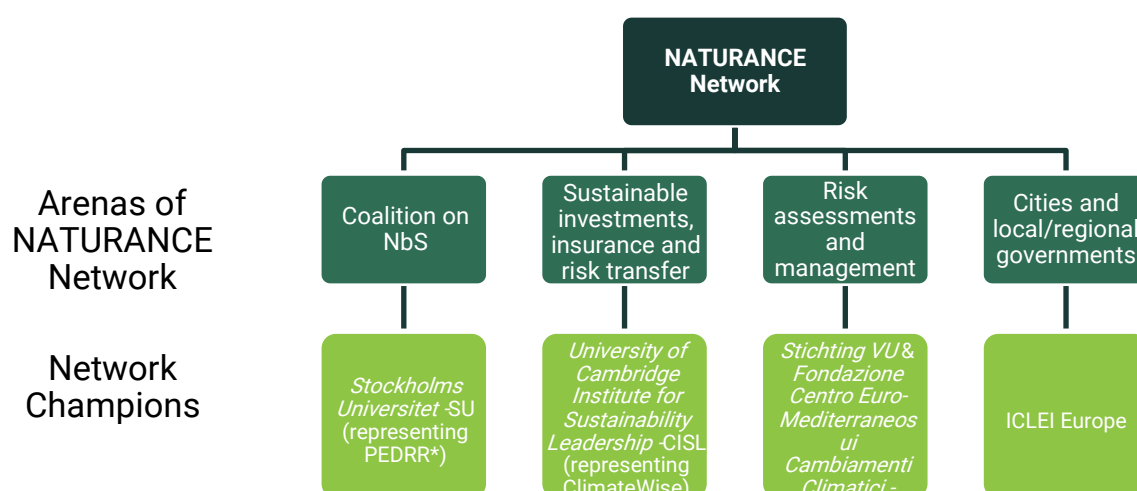 NATURANCE
Network
Arenas of
NATURANCE
Network
Coalition on
NbS
Sustainable
investments,
insurance and
risk transfer
Risk
assessments
and
management
Cities and
local/regional
governments
Network
Champions
Stockholms
Universitet -SU
(representing
PEDRR*)
University of
Cambridge
Institute for
Sustainability
Leadership -CISL
(representing
ClimateWise)
Stichting VU &
Fondazione
Centro Euro-
Mediterraneos
ui
Cambiamenti
Climatici -
ICLEI Europe